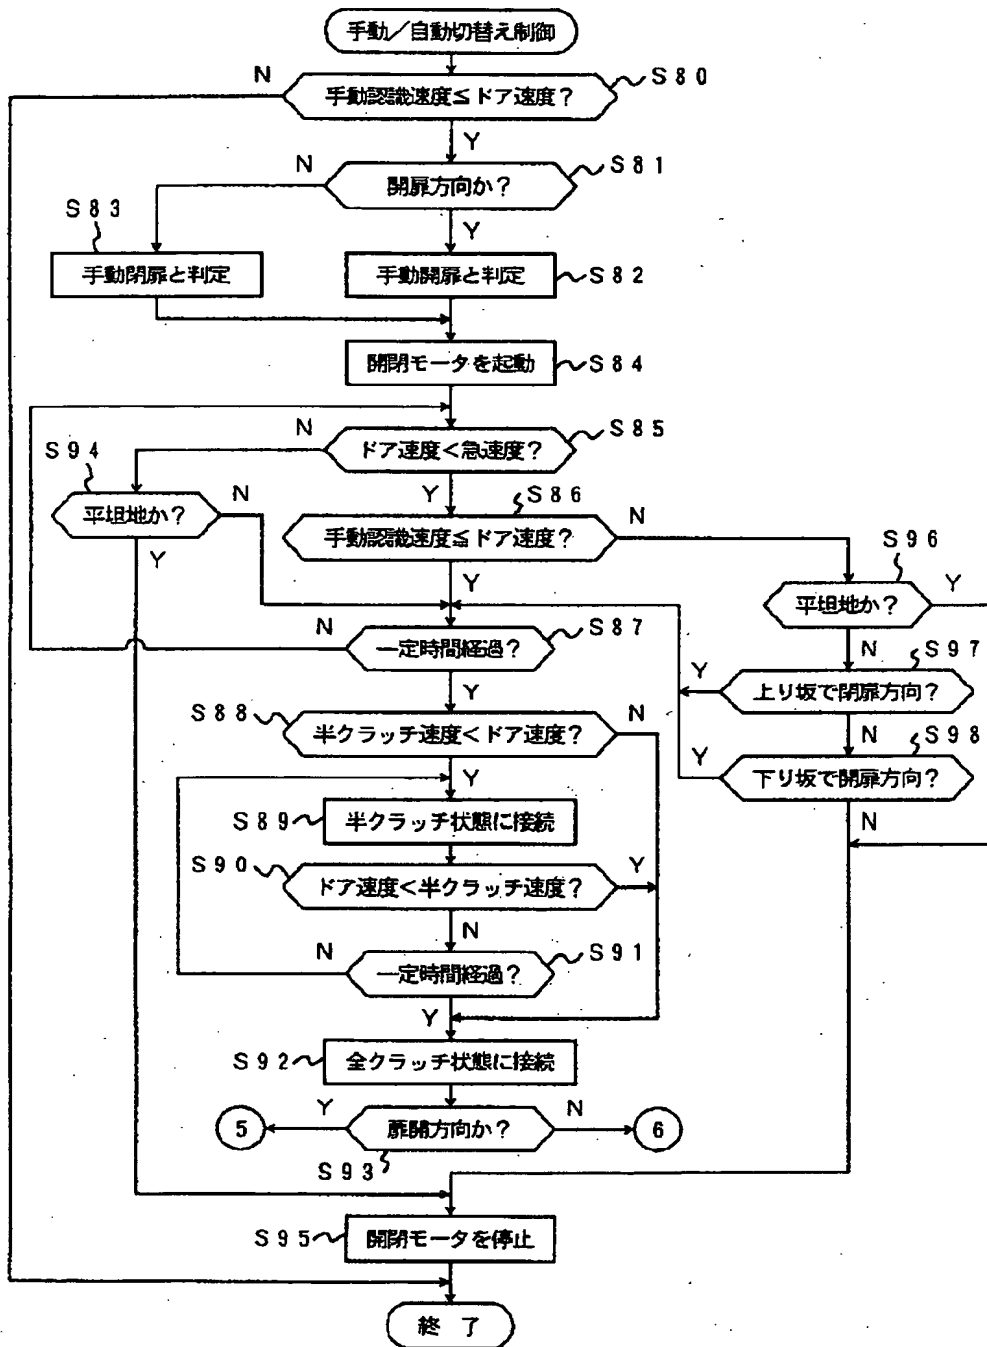 手動／自動切替え制御
N
手動認識速度≦ドア速度？
S80
Y
N
開扉方向か？
S81
S83
Y
手動閉扉と判定
手動開扉と判定
S82
開閉モータを起動
S84
N
ドア速度＜急速度？
S85
S94
Y
S86
平坦地か？
N
手動認識速度≦ドア速度？
N
S96
Y
Y
平坦地か？
Y
N
一定時間経過？
S87
N
S97
Y
上り坂で閉扉方向？
Y
S88
半クラッチ速度＜ドア速度？
N
N
S98
Y
下り坂で開扉方向？
Y
S89
半クラッチ状態に接続
N
S90
ドア速度＜半クラッチ速度？
Y
N
N
一定時間経過？
S91
Y
S92
全クラッチ状態に接続
Y
N
5
扉開方向か？
6
S93
S95
開閉モータを停止
終 了